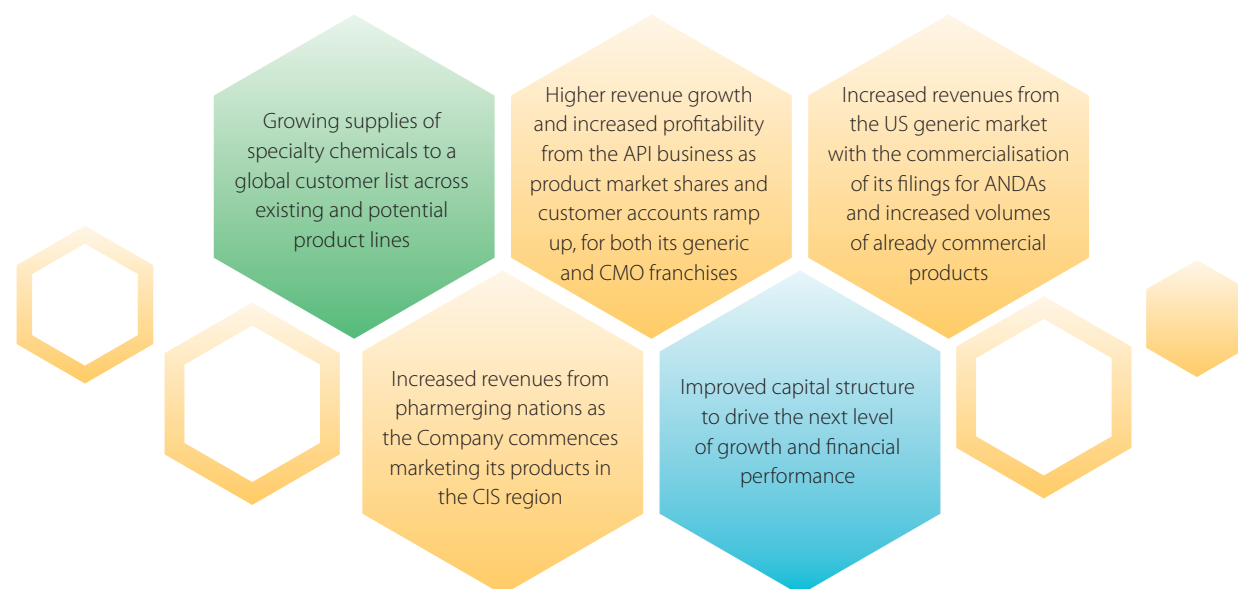 Growing supplies of
specialty chemicals to a
global customer list across
existing and potential
product lines
Higher revenue growth
and increased profitability
from the API business as
product market shares and
customer accounts ramp
up, for both its generic
and CMO franchises
Increased revenues from
the US generic market
with the commercialisation
of its filings for ANDAs
and increased volumes
of already commercial
products
Increased revenues from
pharmerging nations as
the Company commences
marketing its products in
the CIS region
Improved capital structure
to drive the next level
of growth and financial
performance